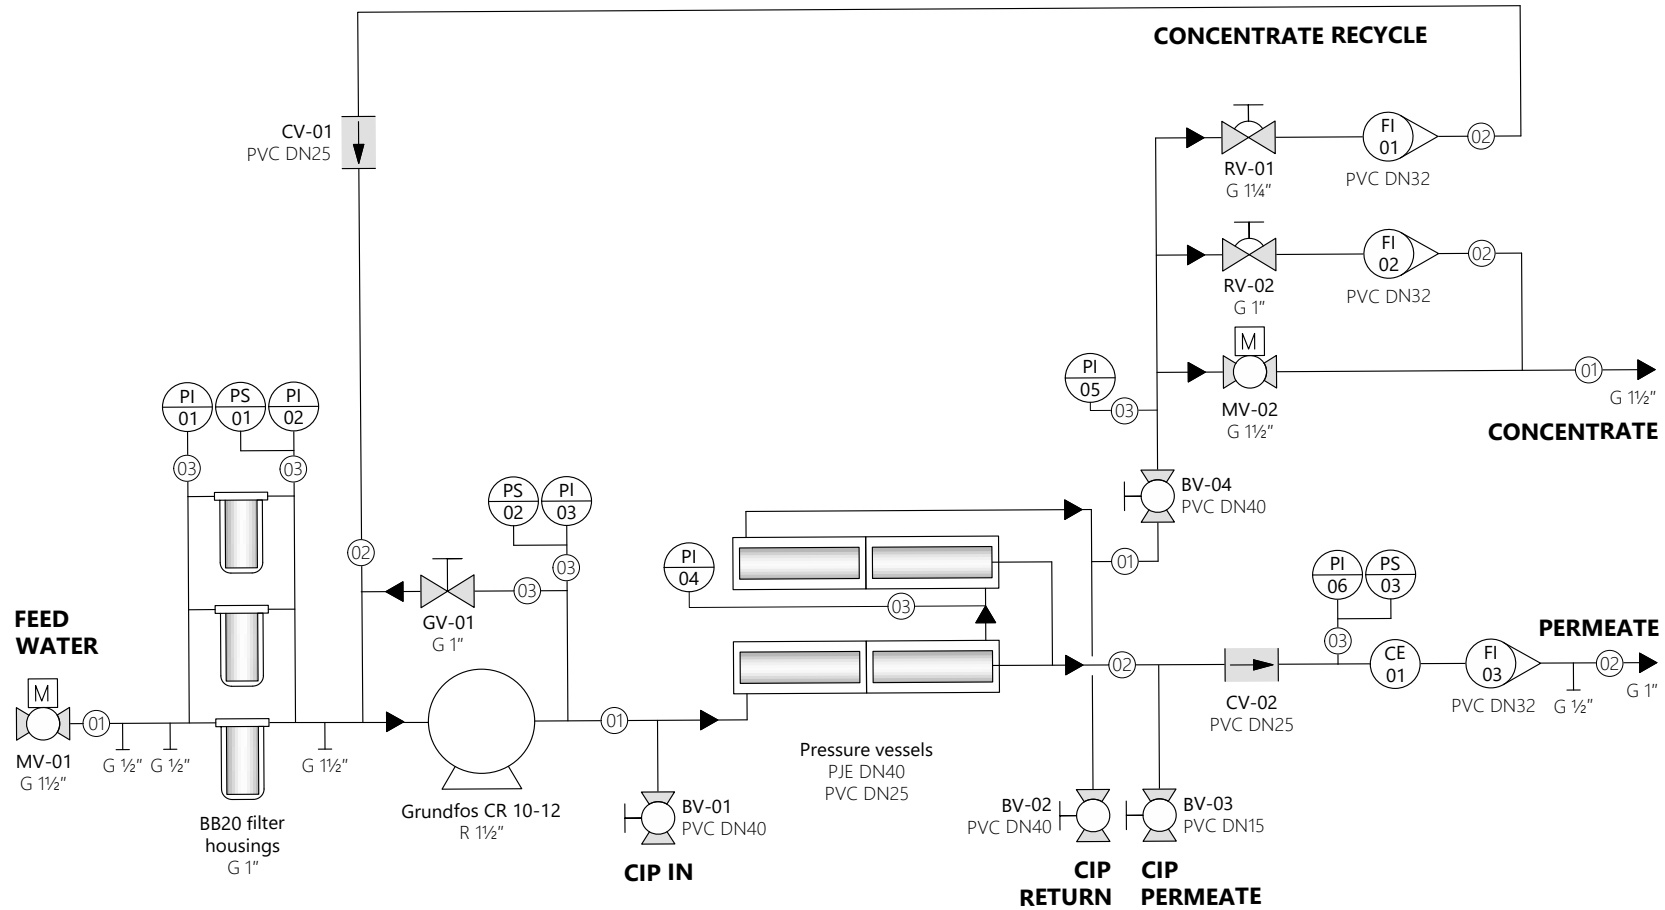 CONCENTRATE RECYCLE
CV-01
PVC DN25
FI
01
02
RV-01
G 1¼"
PVC DN32
FI
02
02
RV-02
G 1"
PVC DN32
M
PI
05
03
MV-02
G 1½"
01
G 1½"
CONCENTRATE
PI
01
PS
01
PI
02
03
03
PS
02
PI
03
BV-04
PVC DN40
02
03
03
PI
04
01
PI
06
PS
03
GV-01
G 1"
03
FEED
WATER
PERMEATE
03
M
02
CE
01
FI
03
02
G 1"
CV-02
PVC DN25
PVC DN32
G ½"
01
01
MV-01
G 1½"
G ½"
G ½"
G 1½"
Pressure vessels
PJE DN40
PVC DN25
BB20 filter
housings
G 1"
Grundfos CR 10-12
R 1½"
BV-01
PVC DN40
BV-02
PVC DN40
BV-03
PVC DN15
CIP IN
CIP
RETURN
CIP
PERMEATE